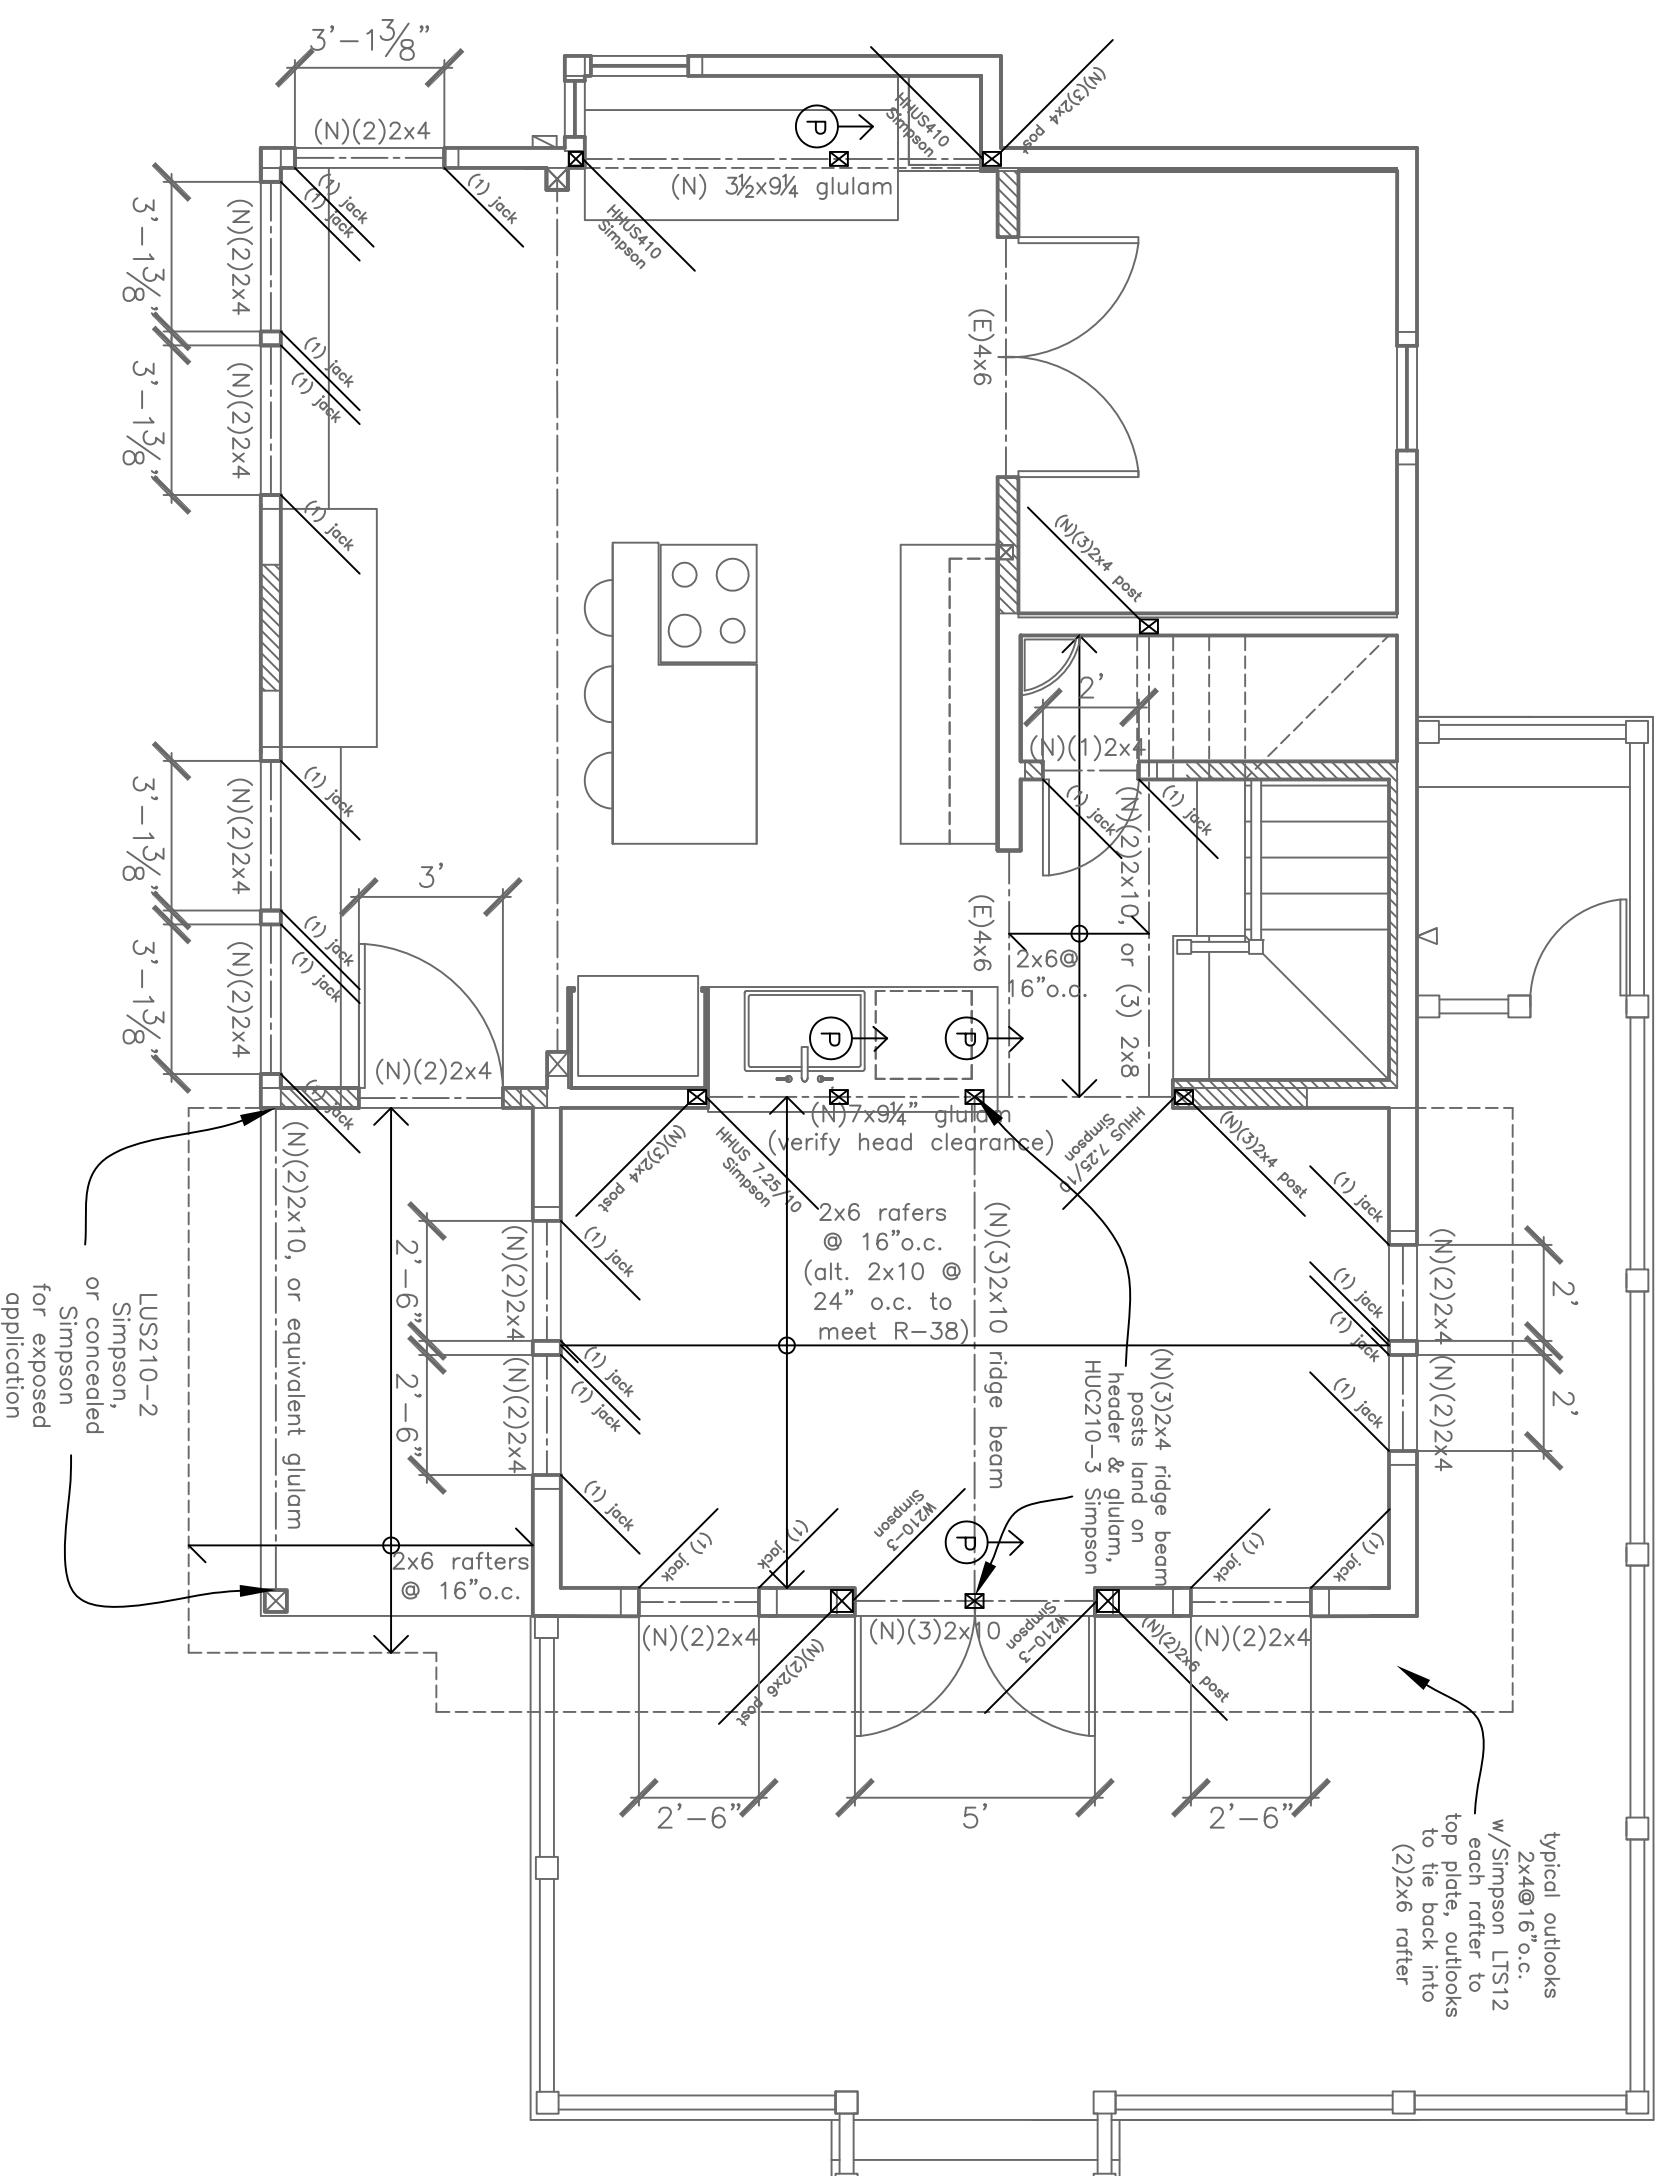 3'-1 3/8"
(N)(2)2x4
(1) jack
(1) jack
(1) jack
(N)(2)2x4
3'-1 3/8"
(1) jack
(1) jack
(N)(2)2x4
3'-1 3/8"
(1) jack
P
(N) 3½x9¼ glulam
HHUS410
Simpson
HHUS410
Simpson
(N)(3)2x4 post
(E)4x6
(N)(3)2x4 post
2'
(N)(1)2x4
(1) jack
(1) jack
(N)(2)2x10, or (3) 2x8
(E)4x6
2x6@
16"o.c.
(1) jack
(N)(2)2x4
3'-1 3/8"
(1) jack
(1) jack
(N)(2)2x4
3'-1 3/8"
(1) jack
3'
(N)(2)2x4
P
P
(N)7x9¼" glulam
(verify head clearance)
(N)(3)2x4
post
HHUS 7.25/10
Simpson
HHUS 7.25/10
Simpson
(N)(3)2x4 post
2x6 rafers
@ 16"o.c.
(alt. 2x10 @
24" o.c. to
meet R-38)
(N)(3)2x10 ridge beam
(N)(2)2x10, or equivalent glulam
LUS210-2
Simpson,
or concealed
Simpson
for exposed
application
2'-6"
(N)(2)2x4
(1) jack
(1) jack
2'-6"
(N)(2)2x4
(1) jack
(1) jack
2x6 rafters
@ 16"o.c.
(1) jack
(N)(2)2x4
2'
(1) jack
(1) jack
(N)(2)2x4
2'
(1) jack
(N)(3)2x4 ridge beam
posts land on
header & glulam,
HUC210-3 Simpson
(1) jack
(1) jack
W210-3
Simpson
P
(1) jack
(1) jack
(N)(2)2x4
(N)(2)2x6 post
(N)(3)2x10
W210-3
Simpson
(N)(2)2x6 post
(N)(2)2x4
2'-6"
5'
2'-6"
typical outlooks
2x4@16"o.c.
w/Simpson LTS12
each rafter to
top plate, outlooks
to tie back into
(2)2x6 rafter